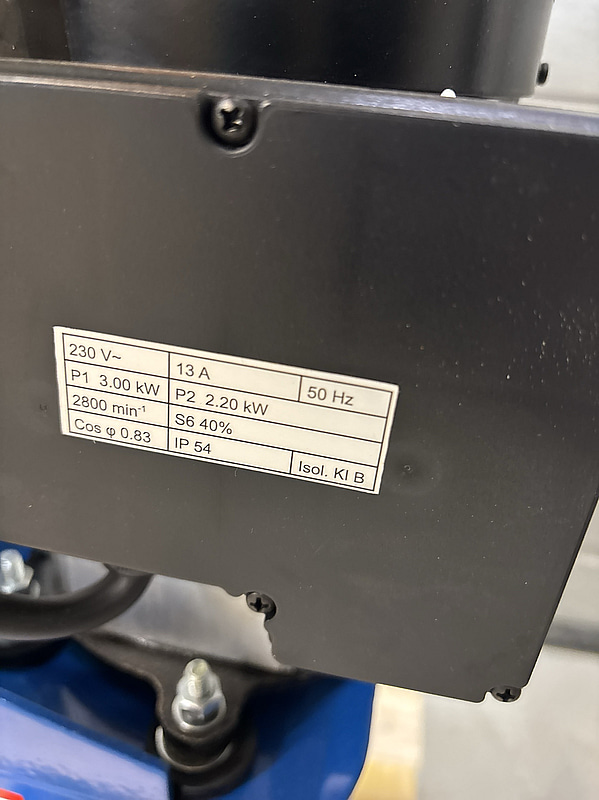 230 V~ 13 A 50 Hz
P1 3.00 kW P2 2.20 kW
2800 min⁻¹ S6 40%
Cos φ 0.83 IP 54 Isol. KI B